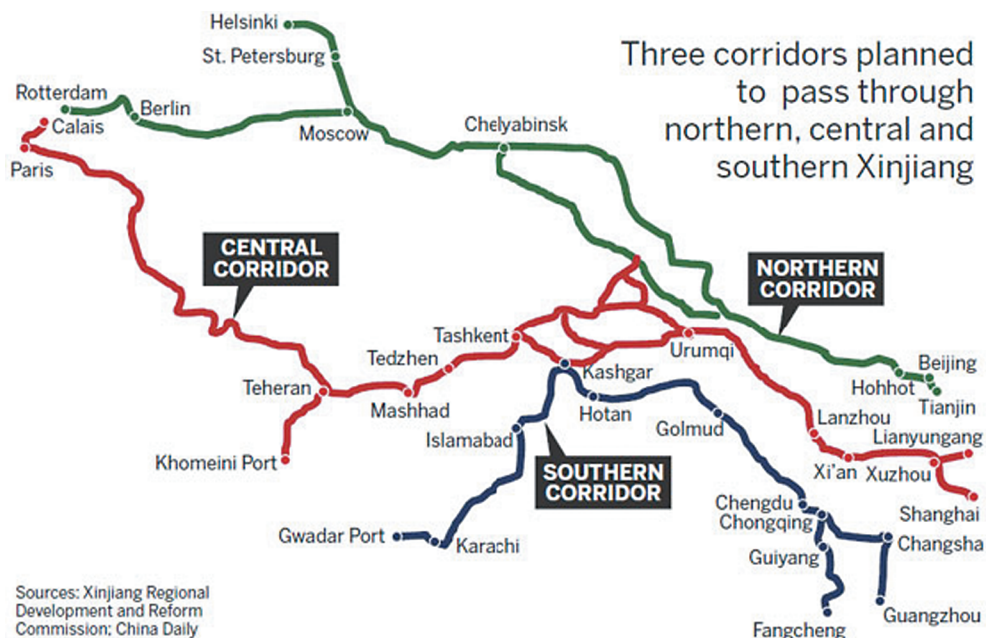 Three corridors planned
to pass through
northern, central and
southern Xinjiang
Helsinki
St. Petersburg
Rotterdam
Berlin
Calais
Moscow
Chelyabinsk
Paris
CENTRAL
CORRIDOR
NORTHERN
CORRIDOR
Tashkent
Urumqi
Tedzhen
Kashgar
Beijing
Hohhot
Teheran
Tianjin
Mashhad
Hotan
Lanzhou
Golmud
Islamabad
Lianyungang
Khomeini Port
SOUTHERN
CORRIDOR
Xi'an
Xuzhou
Chengdu
Shanghai
Chongqing
Gwadar Port
Karachi
Changsha
Guiyang
Guangzhou
Fangcheng
Sources: Xinjiang Regional
Development and Reform
Commission; China Daily